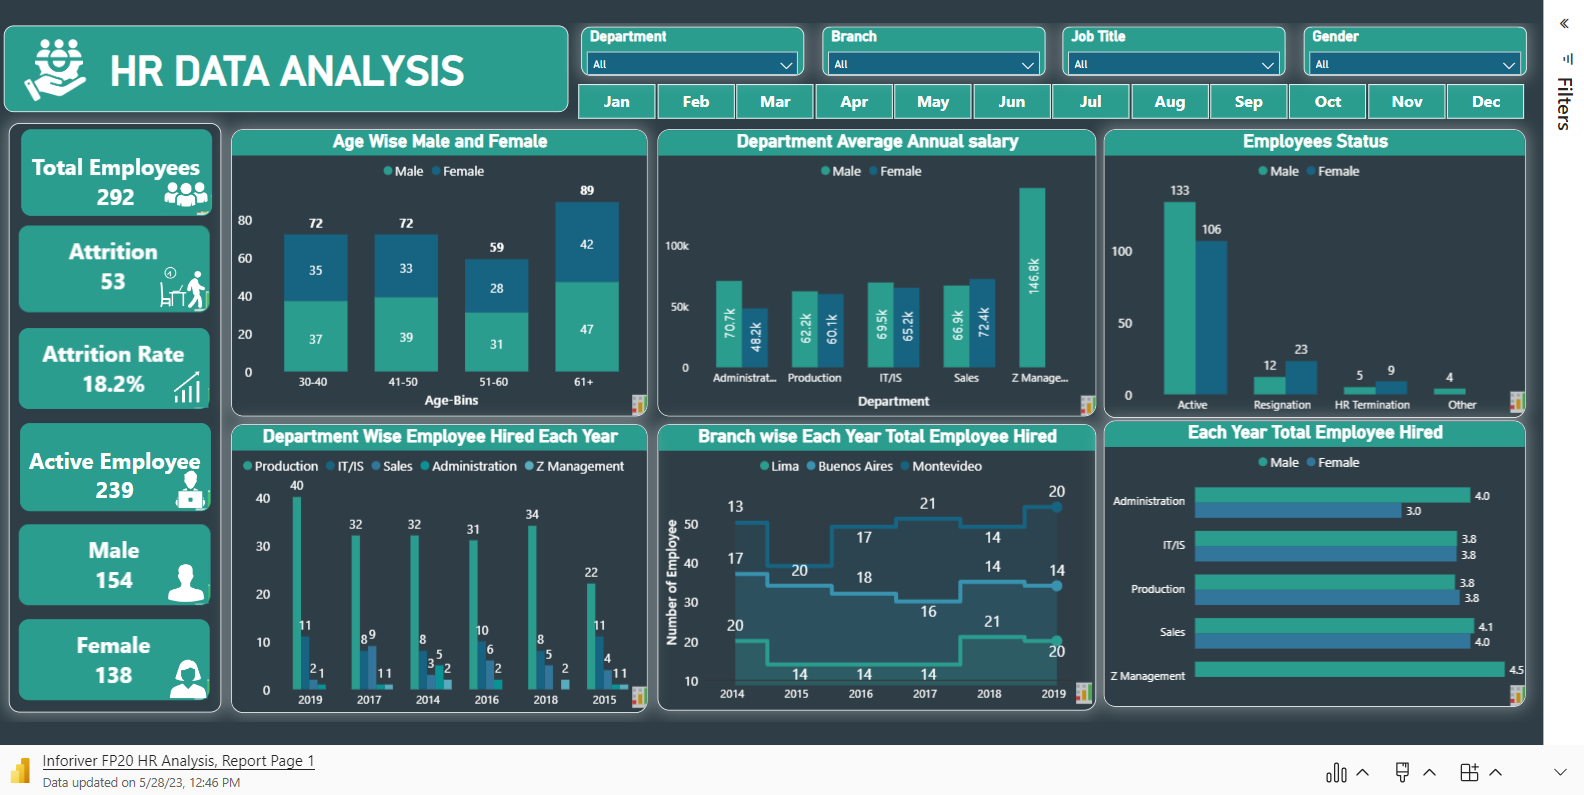 HR DATA ANALYSIS
Department
All
Branch
All
Job Title
All
Gender
All
Jan Feb Mar Apr May Jun Jul Aug Sep Oct Nov Dec
«
Filters
Total Employees
292
Attrition
53
Attrition Rate
18.2%
Active Employee
239
Male
154
Female
138
Age Wise Male and Female
Male Female
89
72 72
59
80
60
40
20
0
35 33 28 42
37 39 31 47
30-40 41-50 51-60 61+
Age-Bins
Department Average Annual salary
Male Female
100k
50k
0
70.7k 48.2k 62.2k 60.1k 69.5k 65.2k 66.9k 72.4k 146.8k
Administrat... Production IT/IS Sales Z Manage...
Department
Employees Status
Male Female
133
106
100
50
0
12 23 5 9 4
Active Resignation HR Termination Other
Department Wise Employee Hired Each Year
Production IT/IS Sales Administration Z Management
40
30
20
10
0
40 11 2 1
32 8 9 1 1
32 8 3 5 2
31 10 6 2
34 8 5 2
22 11 4 1 1
2019 2017 2014 2016 2018 2015
Branch wise Each Year Total Employee Hired
Lima Buenos Aires Montevideo
Number of Employee
50
40
30
20
10
13 17 21 14 20
17 20 18 16 14 14
20 14 14 14 21 20
2014 2015 2016 2017 2018 2019
Each Year Total Employee Hired
Male Female
Administration 4.0
3.0
IT/IS 3.8
3.8
Production 3.8
3.8
Sales 4.1
4.0
Z Management 4.5
Inforiver FP20 HR Analysis, Report Page 1
Data updated on 5/28/23, 12:46 PM